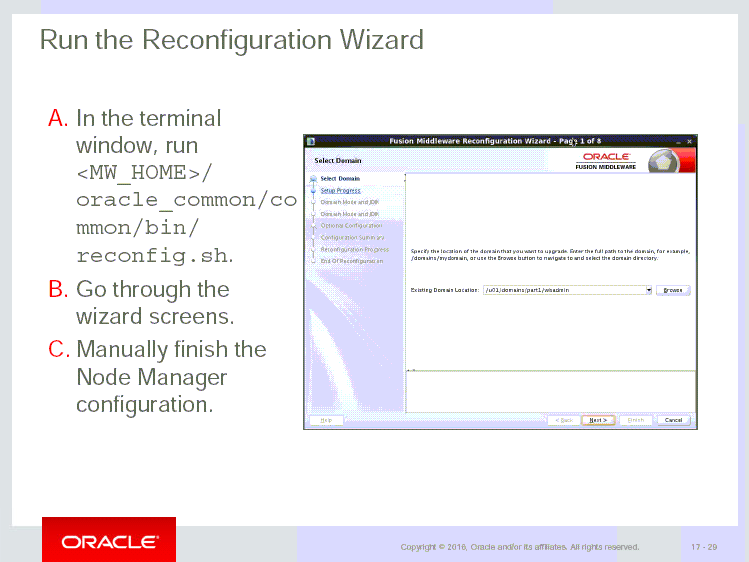 Run the Reconfiguration Wizard
A. In the terminal
window, run
<MW_HOME>/
oracle_common/co
mmon/bin/
reconfig.sh.
B. Go through the
wizard screens.
C. Manually finish the
Node Manager
configuration.
Fusion Middleware Reconfiguration Wizard - Page 1 of 8
Select Domain
ORACLE
FUSION MIDDLEWARE
Select Domain
Setup Progress
Domain Mode and JDK
Domain Mode and JDK
Optional Configuration
Configuration Summary
Reconfiguration Progress
End Of Reconfiguration
Specify the location of the domain that you want to upgrade. Enter the full path to the domain, for example,
/domains/mydomain, or use the Browse button to navigate to and select the domain directory.
Existing Domain Location: /u01/domains/part1/wlsadmin Browse
Help < Back Next > Finish Cancel
ORACLE
Copyright © 2016, Oracle and/or its affiliates. All rights reserved. 17 - 29